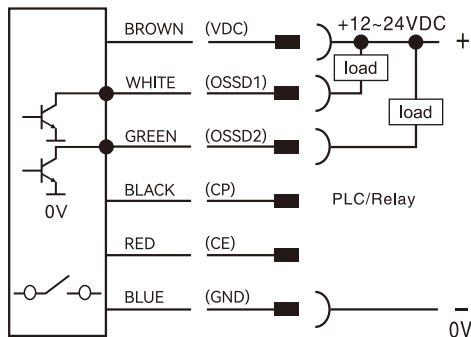 BROWN (VDC) +12~24VDC +
WHITE (OSSD1) load
load
GREEN (OSSD2)
BLACK (CP) PLC/Relay
0V
RED (CE)
BLUE (GND) −
0V